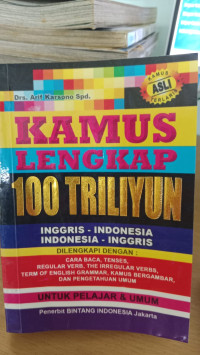 Drs. Arif Karsono Spd.
KAMUS
ASLI
TERLARIS
KAMUS
LENGKAP
100 TRILIYUN
INGGRIS - INDONESIA
INDONESIA - INGGRIS
DILENGKAPI DENGAN :
CARA BACA, TENSES,
REGULAR VERB, THE IRREGULAR VERBS,
TERM OF ENGLISH GRAMMAR, KAMUS BERGAMBAR,
DAN PENGETAHUAN UMUM
UNTUK PELAJAR & UMUM
Penerbit BINTANG INDONESIA Jakarta